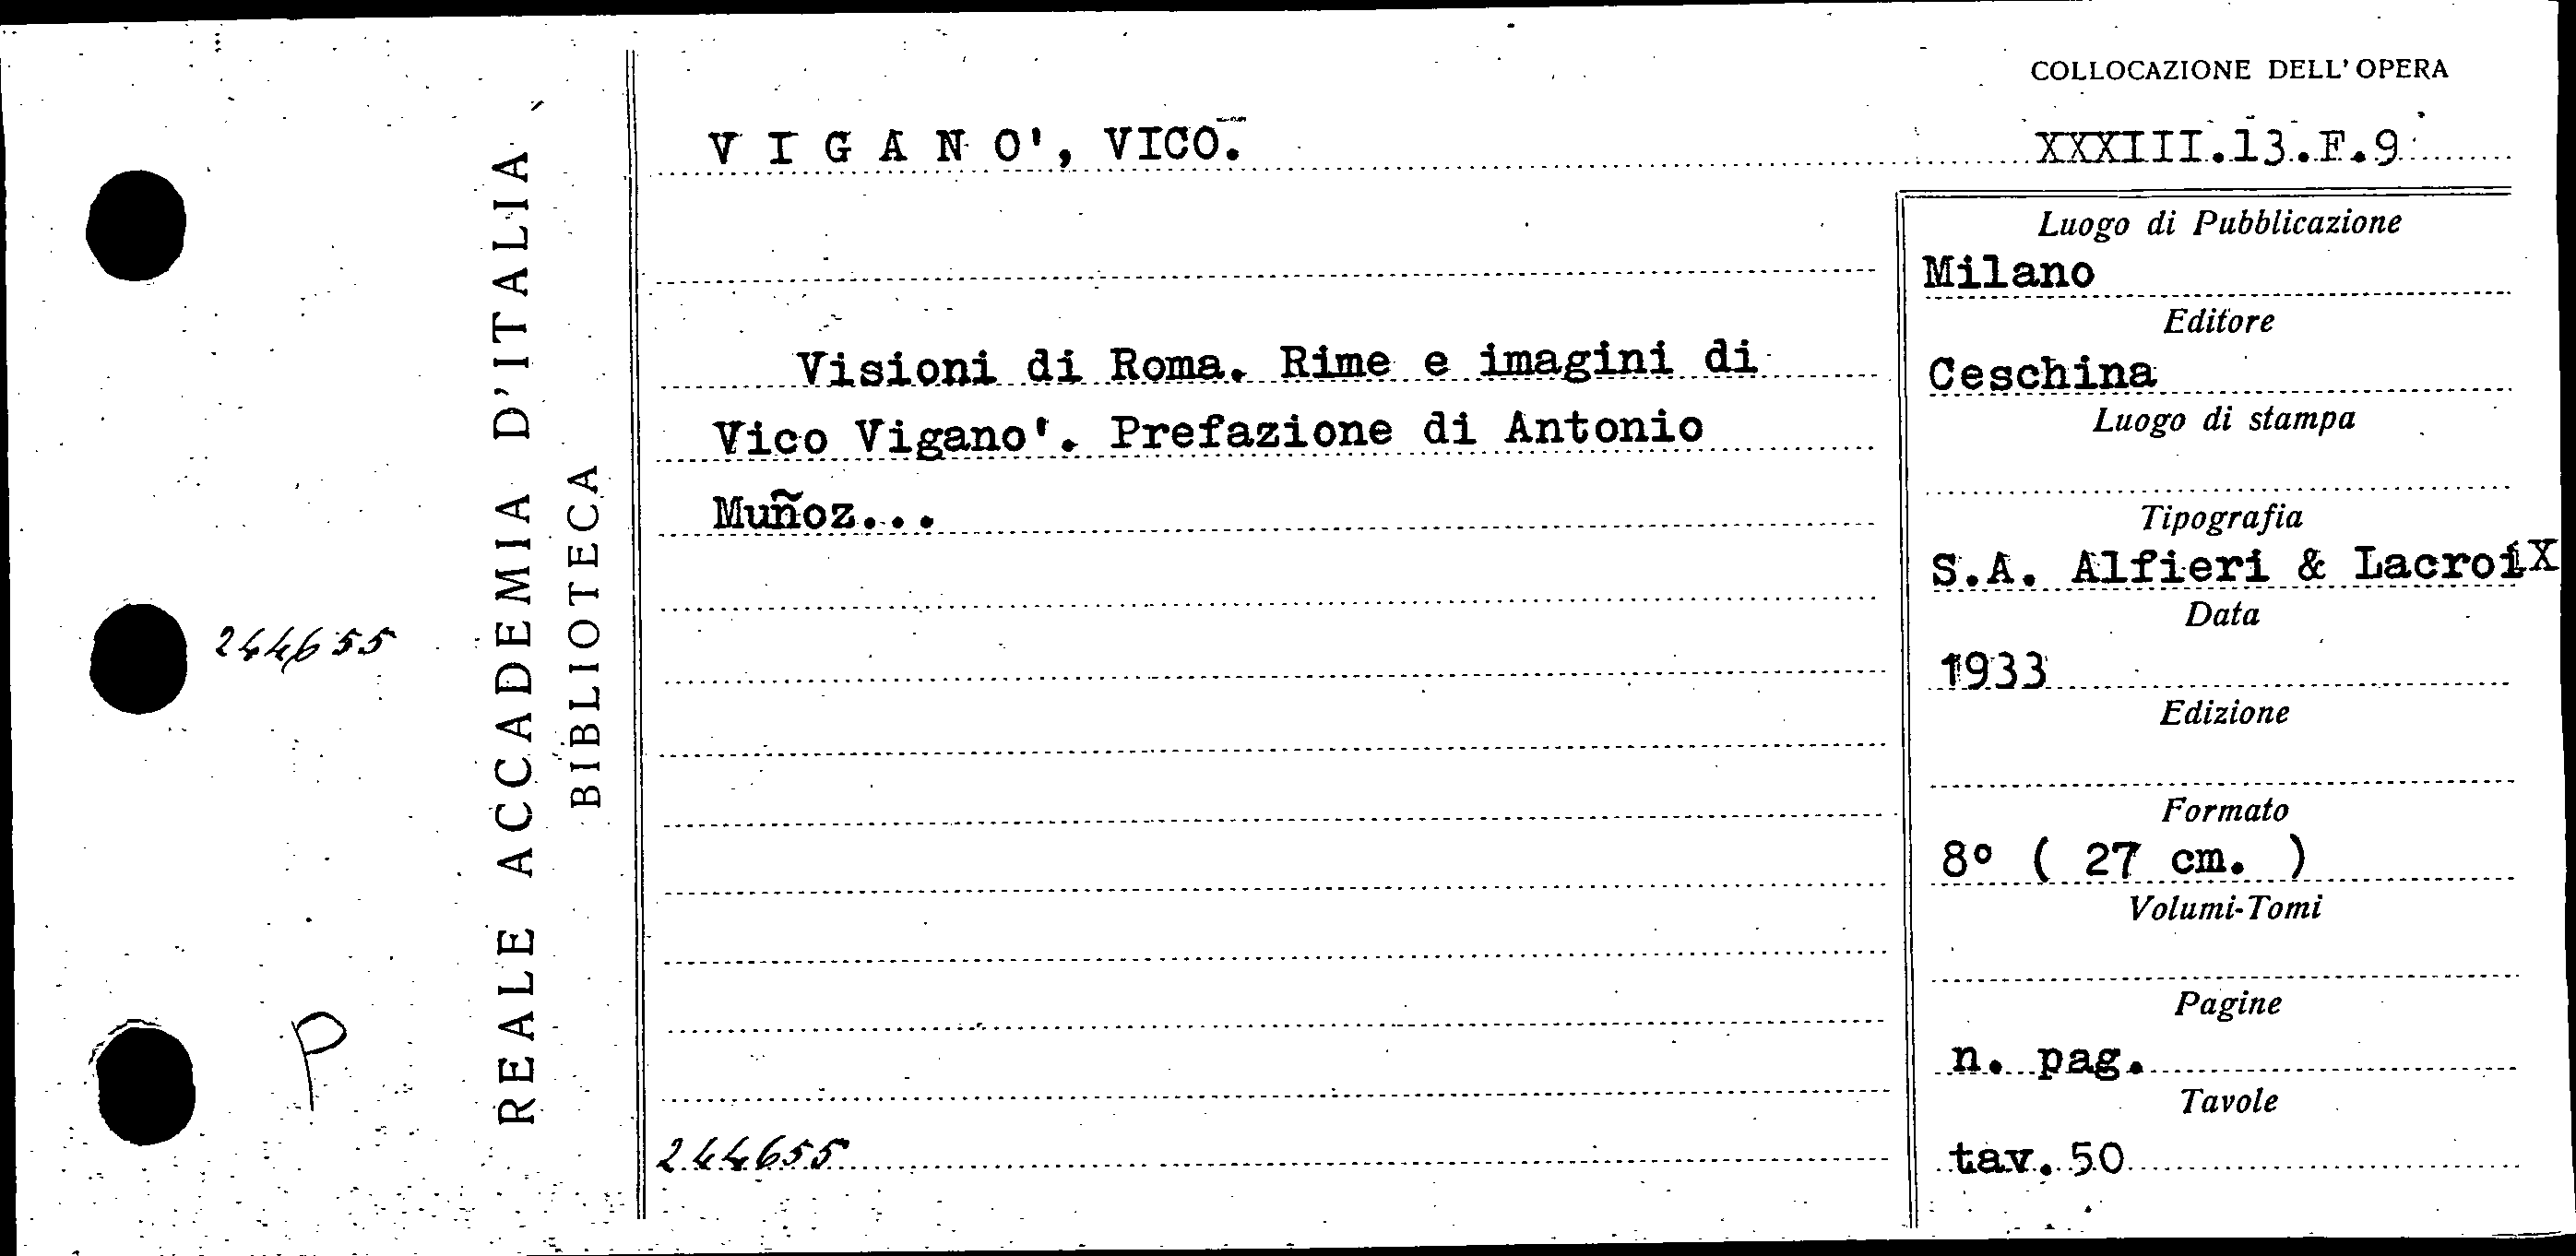 COLLOCAZIONE DELL'OPERA
V I G A N O', VICO.
XXXIII.13.F.9
Visioni di Roma. Rime e imagini di
Vico Vigano'. Prefazione di Antonio
Muñoz...
244655
Luogo di Pubblicazione
Milano
Editore
Ceschina
Luogo di stampa
Tipografia
S.A. Alfieri & LacroiX
Data
1933
Edizione
Formato
8º ( 27 cm. )
Volumi-Tomi
Pagine
n. pag.
Tavole
tav. 50
REALE ACCADEMIA D'ITALIA
BIBLIOTECA
244655
P